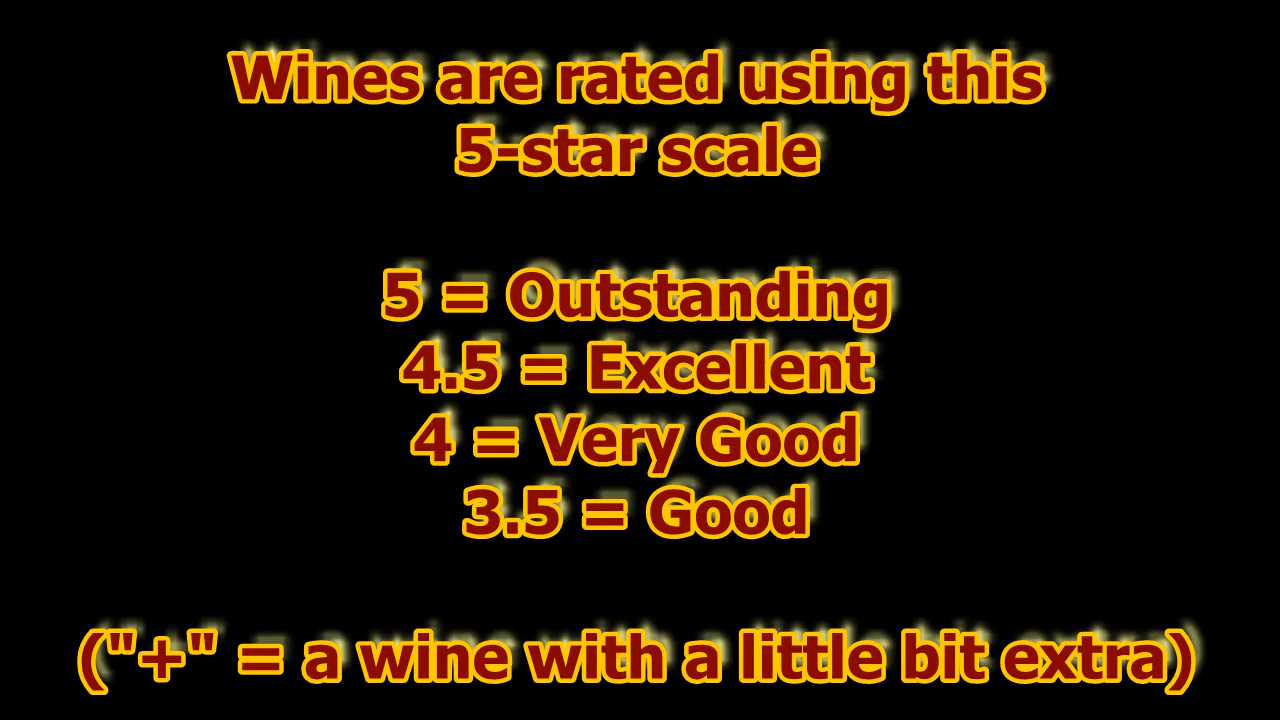 Wines are rated using this
5-star scale
5 = Outstanding
4.5 = Excellent
4 = Very Good
3.5 = Good
("+" = a wine with a little bit extra)